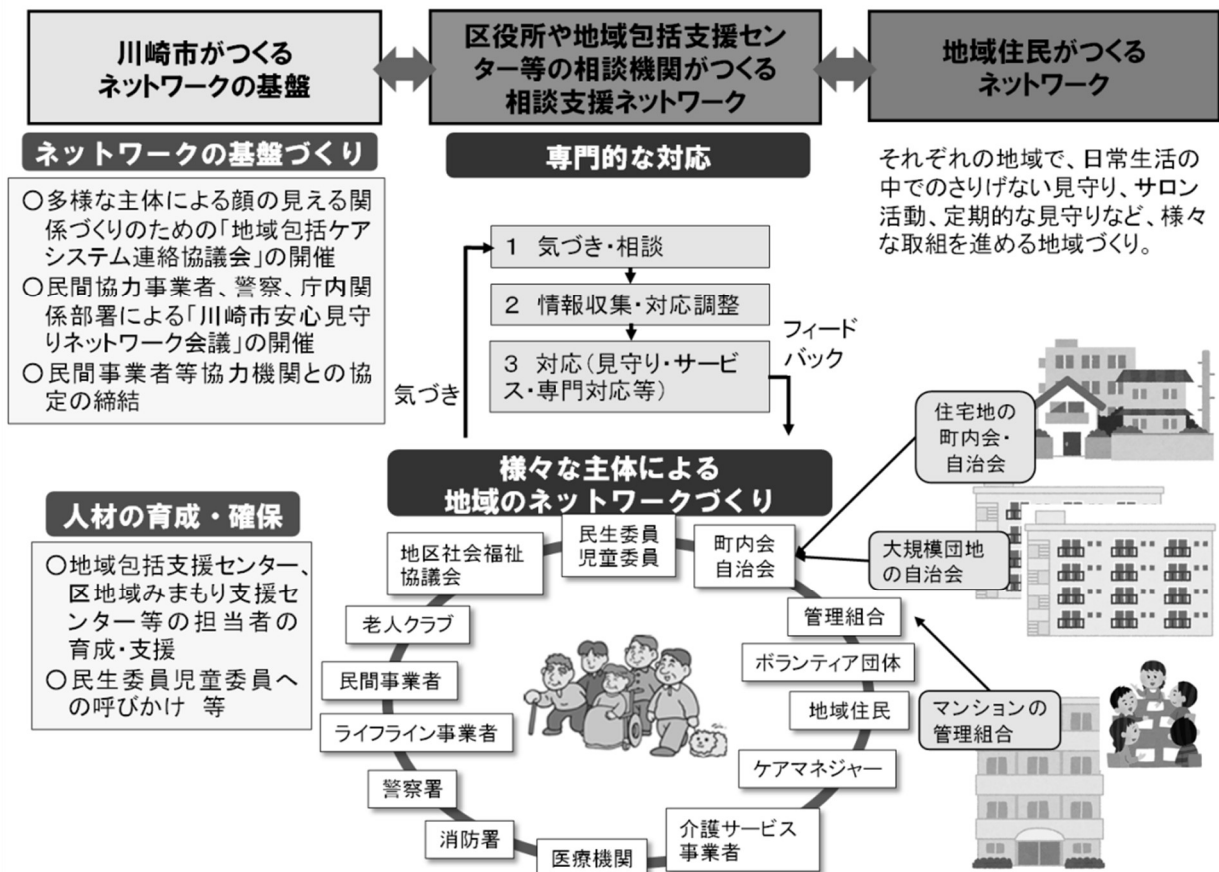 川崎市がつくる
ネットワークの基盤
区役所や地域包括支援セン
ター等の相談機関がつくる
相談支援ネットワーク
地域住民がつくる
ネットワーク
ネットワークの基盤づくり
○多様な主体による顔の見える関
係づくりのための「地域包括ケア
システム連絡協議会」の開催
○民間協力事業者、警察、庁内関
係部署による「川崎市安心見守
りネットワーク会議」の開催
○民間事業者等協力機関との協
定の締結
専門的な対応
1 気づき・相談
2 情報収集・対応調整
3 対応(見守り・サービ
ス・専門対応等)
気づき
フィード
バック
それぞれの地域で、日常生活の
中でのさりげない見守り、サロン
活動、定期的な見守りなど、様々
な取組を進める地域づくり。
人材の育成・確保
○地域包括支援センター、
区地域みまもり支援セ
ンター等の担当者の
育成・支援
○民生委員児童委員へ
の呼びかけ 等
様々な主体による
地域のネットワークづくり
民生委員
児童委員
町内会
自治会
管理組合
ボランティア団体
地域住民
ケアマネジャー
介護サービス
事業者
医療機関
消防署
警察署
ライフライン事業者
民間事業者
老人クラブ
地区社会福祉
協議会
住宅地の
町内会・
自治会
大規模団地
の自治会
マンションの
管理組合